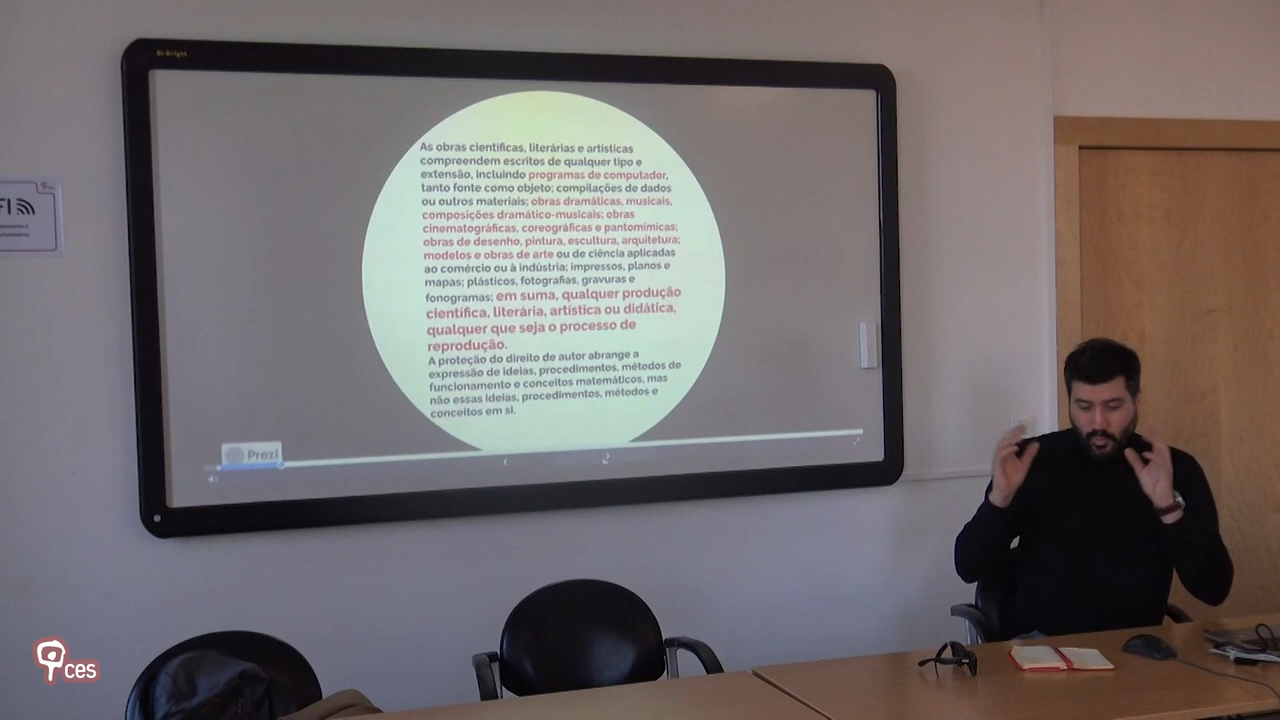 Bi-Bright
As obras científicas, literárias e artísticas
compreendem escritos de qualquer tipo e
extensão, incluindo programas de computador,
tanto fonte como objeto; compilações de dados
ou outros materiais; obras dramáticas, musicais,
composições dramático-musicais; obras
cinematográficas, coreográficas e pantomímicas;
obras de desenho, pintura, escultura, arquitetura;
modelos e obras de arte ou de ciência aplicadas
ao comércio ou à indústria; impressos, planos e
mapas; plásticos, fotografias, gravuras e
fonogramas; em suma, qualquer produção
científica, literária, artística ou didática,
qualquer que seja o processo de
reprodução.
A proteção do direito de autor abrange a
expressão de ideias, procedimentos, métodos de
funcionamento e conceitos matemáticos, mas
não essas ideias, procedimentos, métodos e
conceitos em si.
Prezi
FI
ces